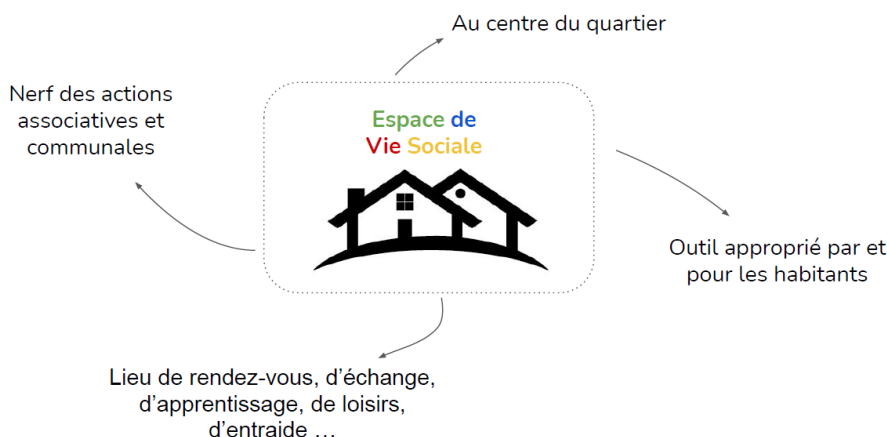 Au centre du quartier
Nerf des actions
associatives et
communales
Espace de
Vie Sociale
Outil approprié par et
pour les habitants
Lieu de rendez-vous, d’échange,
d’apprentissage, de loisirs,
d’entraide …